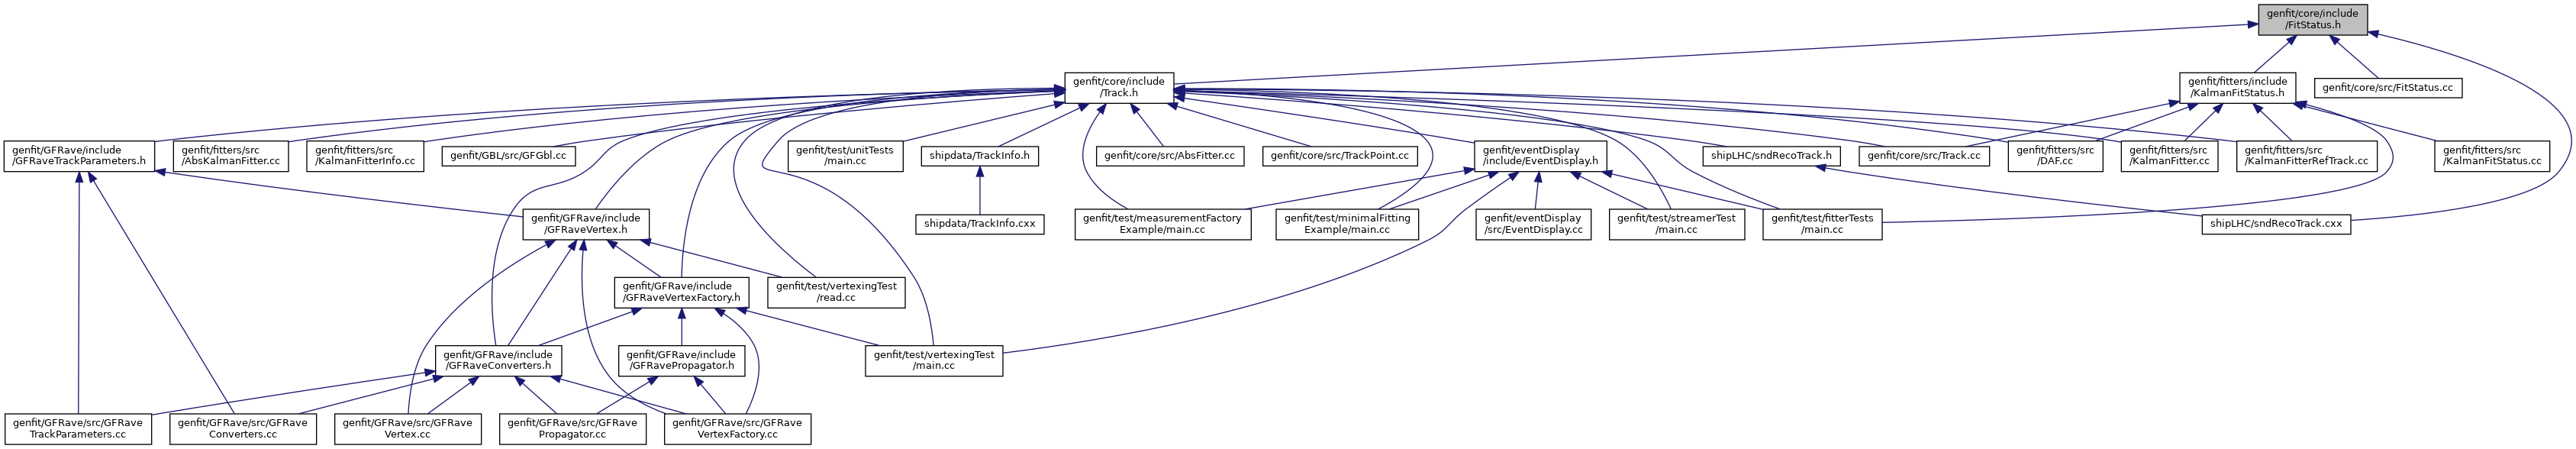 genfit/core/include
/FitStatus.h
genfit/core/include
/Track.h
genfit/fitters/include
/KalmanFitStatus.h
genfit/core/src/FitStatus.cc
genfit/GFRave/include
/GFRaveTrackParameters.h
genfit/fitters/src
/AbsKalmanFitter.cc
genfit/fitters/src
/KalmanFitterInfo.cc
genfit/GBL/src/GFGbl.cc
genfit/test/unitTests
/main.cc
shipdata/TrackInfo.h
genfit/core/src/AbsFitter.cc
genfit/core/src/TrackPoint.cc
genfit/eventDisplay
/include/EventDisplay.h
shipLHC/sndRecoTrack.h
genfit/core/src/Track.cc
genfit/fitters/src
/DAF.cc
genfit/fitters/src
/KalmanFitter.cc
genfit/fitters/src
/KalmanFitterRefTrack.cc
genfit/fitters/src
/KalmanFitStatus.cc
genfit/GFRave/include
/GFRaveVertex.h
shipdata/TrackInfo.cxx
genfit/test/measurementFactory
Example/main.cc
genfit/test/minimalFitting
Example/main.cc
genfit/eventDisplay
/src/EventDisplay.cc
genfit/test/streamerTest
/main.cc
genfit/test/fitterTests
/main.cc
shipLHC/sndRecoTrack.cxx
genfit/GFRave/include
/GFRaveVertexFactory.h
genfit/test/vertexingTest
/read.cc
genfit/GFRave/include
/GFRaveConverters.h
genfit/GFRave/include
/GFRavePropagator.h
genfit/test/vertexingTest
/main.cc
genfit/GFRave/src/GFRave
TrackParameters.cc
genfit/GFRave/src/GFRave
Converters.cc
genfit/GFRave/src/GFRave
Vertex.cc
genfit/GFRave/src/GFRave
Propagator.cc
genfit/GFRave/src/GFRave
VertexFactory.cc